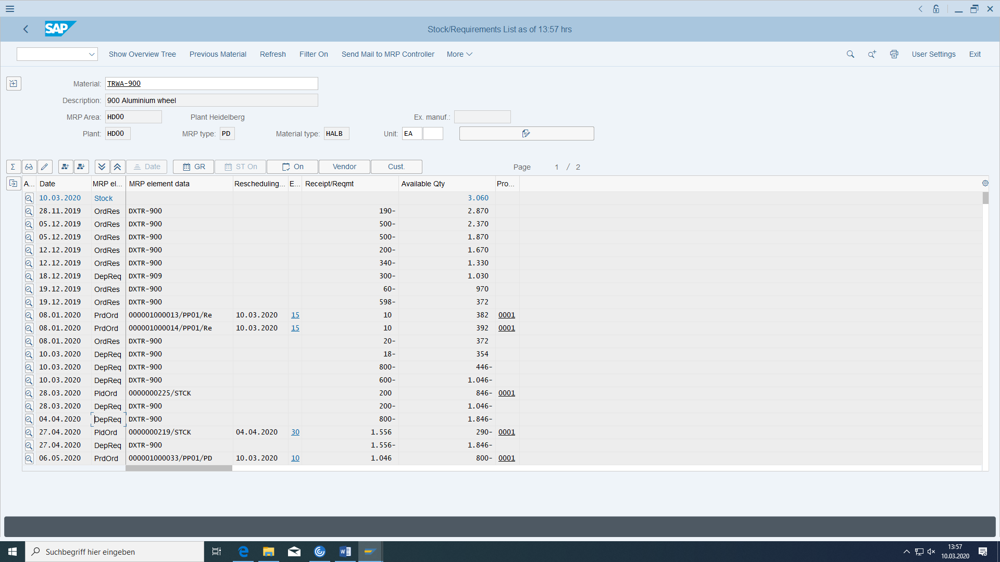 SAP
Stock/Requirements List as of 13:57 hrs
Show Overview Tree Previous Material Refresh Filter On Send Mail to MRP Controller More User Settings Exit
Material: TRWA-900
Description: 900 Aluminium wheel
MRP Area: HD00 Plant Heidelberg Ex. manuf.:
Plant: HD00 MRP type: PD Material type: HALB Unit: EA
Σ Date GR ST On On Vendor Cust. Page 1 / 2
A... Date MRP el... MRP element data Rescheduling... E... Receipt/Reqmt Available Qty Pro...
10.03.2020 Stock 3.060
28.11.2019 OrdRes DXTR-900 190- 2.870
05.12.2019 OrdRes DXTR-900 500- 2.370
05.12.2019 OrdRes DXTR-900 500- 1.870
12.12.2019 OrdRes DXTR-900 200- 1.670
12.12.2019 OrdRes DXTR-900 340- 1.330
18.12.2019 DepReq DXTR-909 300- 1.030
19.12.2019 OrdRes DXTR-900 60- 970
19.12.2019 OrdRes DXTR-900 598- 372
08.01.2020 PrdOrd 000001000013/PP01/Re 10.03.2020 15 10 382 0001
08.01.2020 PrdOrd 000001000014/PP01/Re 10.03.2020 15 10 392 0001
08.01.2020 OrdRes DXTR-900 20- 372
10.03.2020 DepReq DXTR-900 18- 354
10.03.2020 DepReq DXTR-900 800- 446-
10.03.2020 DepReq DXTR-900 600- 1.046-
28.03.2020 PldOrd 0000000225/STCK 200 846- 0001
28.03.2020 DepReq DXTR-900 200- 1.046-
04.04.2020 DepReq DXTR-900 800- 1.846-
27.04.2020 PldOrd 0000000219/STCK 04.04.2020 30 1.556 290- 0001
27.04.2020 DepReq DXTR-900 1.556- 1.846-
06.05.2020 PrdOrd 000001000033/PP01/PD 10.03.2020 10 1.046 800- 0001
Suchbegriff hier eingeben
13:57
10.03.2020